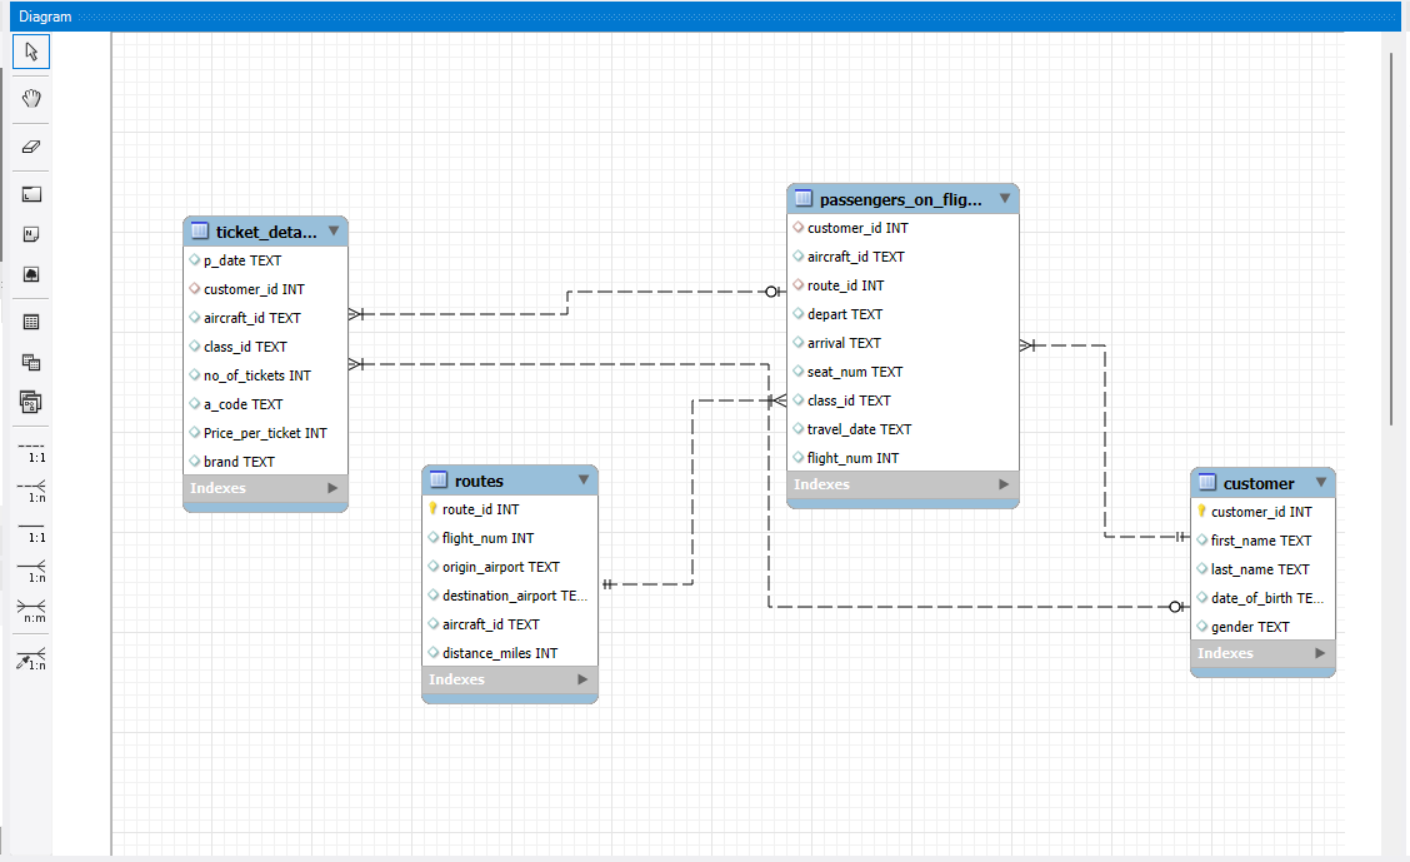 Diagram
1:1
1:n
1:1
1:n
n:m
1:n
ticket_deta...
p_date TEXT
customer_id INT
aircraft_id TEXT
class_id TEXT
no_of_tickets INT
a_code TEXT
Price_per_ticket INT
brand TEXT
Indexes
routes
route_id INT
flight_num INT
origin_airport TEXT
destination_airport TE...
aircraft_id TEXT
distance_miles INT
Indexes
passengers_on_flig...
customer_id INT
aircraft_id TEXT
route_id INT
depart TEXT
arrival TEXT
seat_num TEXT
class_id TEXT
travel_date TEXT
flight_num INT
Indexes
customer
customer_id INT
first_name TEXT
last_name TEXT
date_of_birth TE...
gender TEXT
Indexes